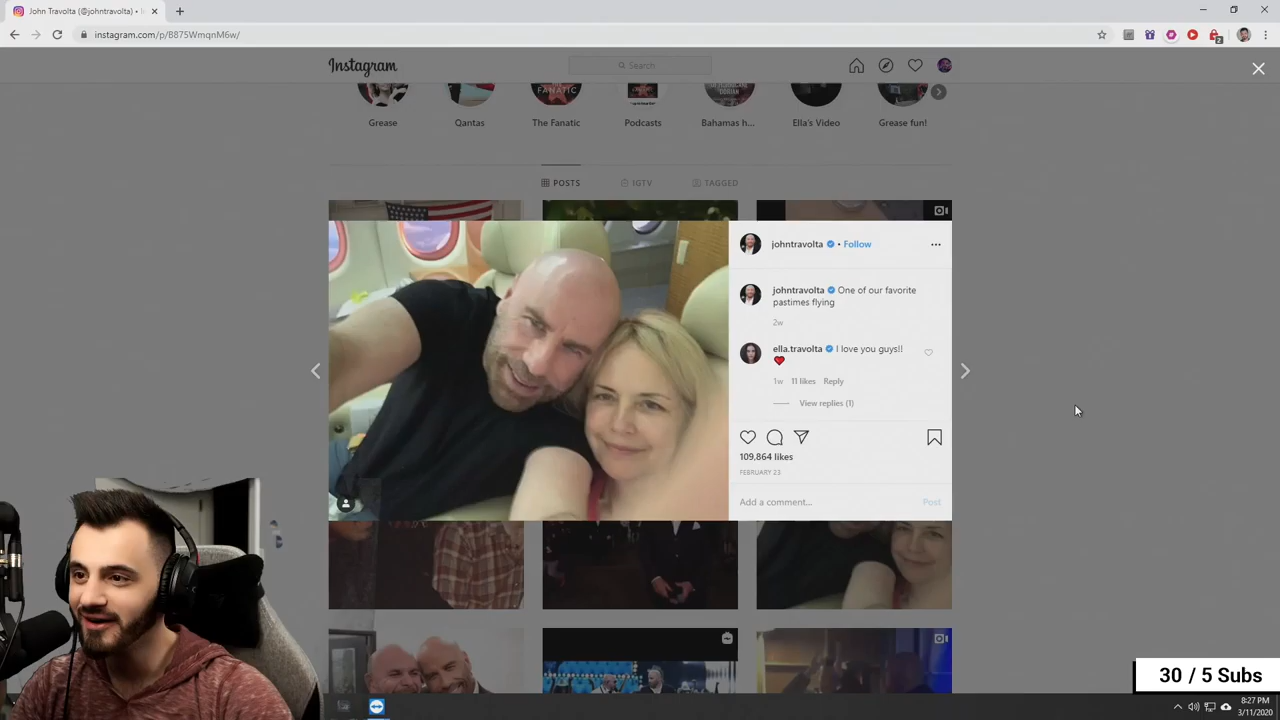 John Travolta (@johntravolta) •
instagram.com/p/B875WmqnM6w/
2
Instagram
Search
THE FANATIC
Grease
Qantas
The Fanatic
Podcasts
Bahamas h...
Ella's Video
Grease fun!
POSTS
IGTV
TAGGED
johntravolta • Follow
johntravolta One of our favorite
pastimes flying
2w
ella.travolta I love you guys!!
1w 11 likes Reply
View replies (1)
109,864 likes
FEBRUARY 23
Add a comment... Post
30 / 5 Subs
8:27 PM
3/11/2020